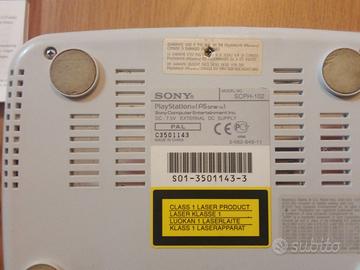 SONY®
MODEL NO.
SCPH-102
PlayStation® (PS one™)
Sony Computer Entertainment Inc.
DC 7.5V EXTERNAL DC SUPPLY
PAL
C3501143
MADE IN CHINA
S01-3501143-3
CLASS 1 LASER PRODUCT
LASER KLASSE 1
LUOKAN 1 LASERLAITE
KLASS 1 LASERAPPARAT
subito